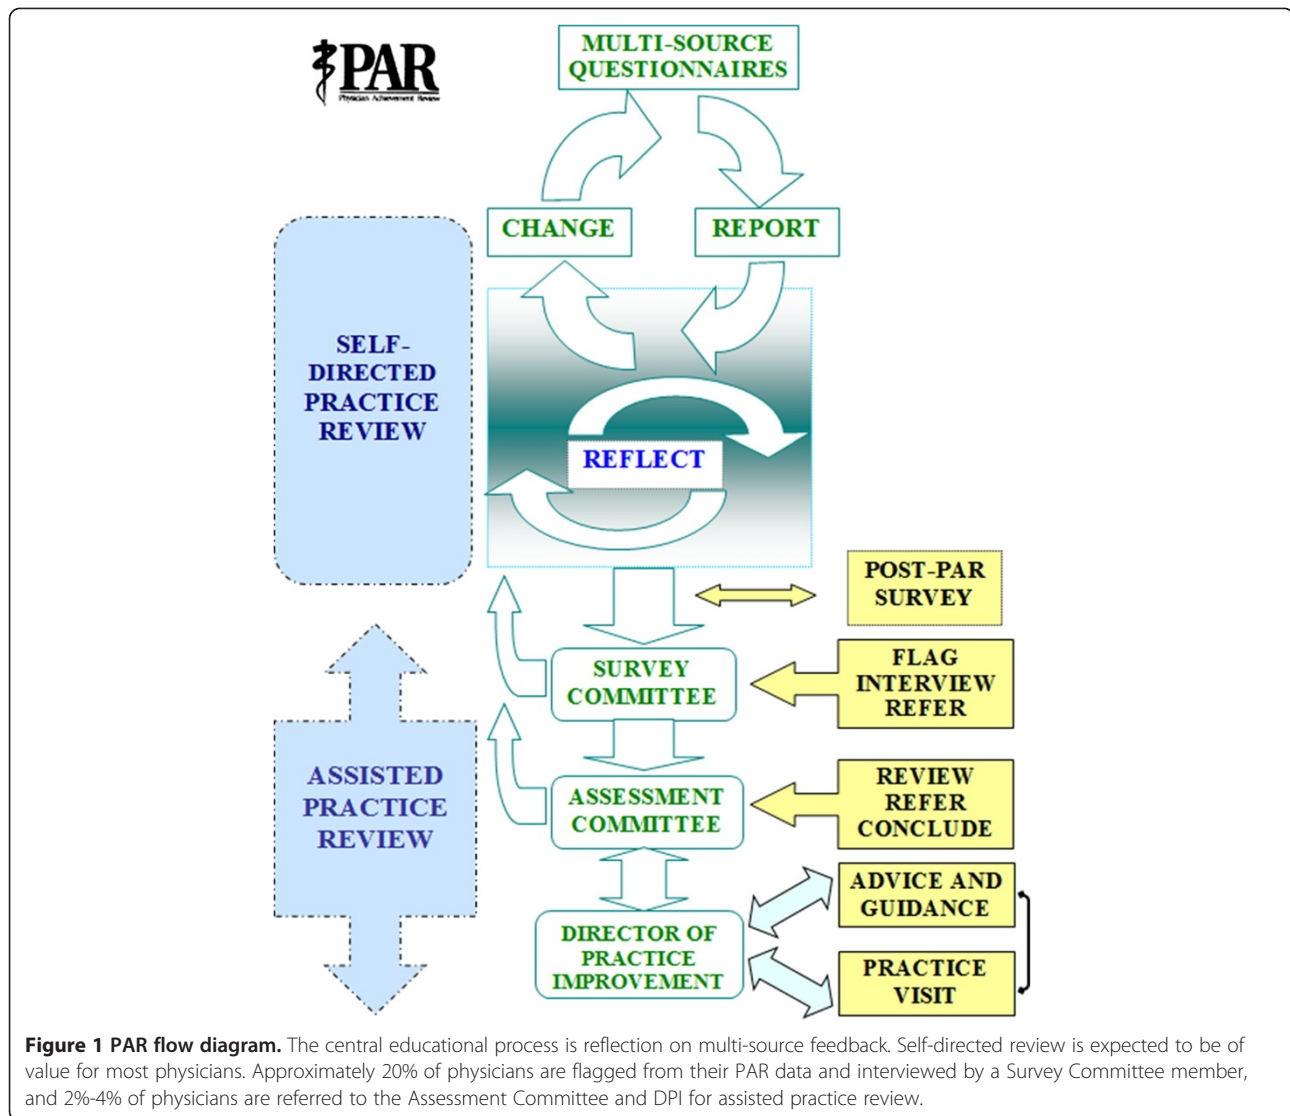 PAR
Physician Achievement Review
MULTI-SOURCE
QUESTIONNAIRES
CHANGE
REPORT
SELF-
DIRECTED
PRACTICE
REVIEW
REFLECT
POST-PAR
SURVEY
SURVEY
COMMITTEE
FLAG
INTERVIEW
REFER
ASSISTED
PRACTICE
REVIEW
ASSESSMENT
COMMITTEE
REVIEW
REFER
CONCLUDE
DIRECTOR OF
PRACTICE
IMPROVEMENT
ADVICE AND
GUIDANCE
PRACTICE
VISIT
Figure 1 PAR flow diagram. The central educational process is reflection on multi-source feedback. Self-directed review is expected to be of
value for most physicians. Approximately 20% of physicians are flagged from their PAR data and interviewed by a Survey Committee member,
and 2%-4% of physicians are referred to the Assessment Committee and DPI for assisted practice review.